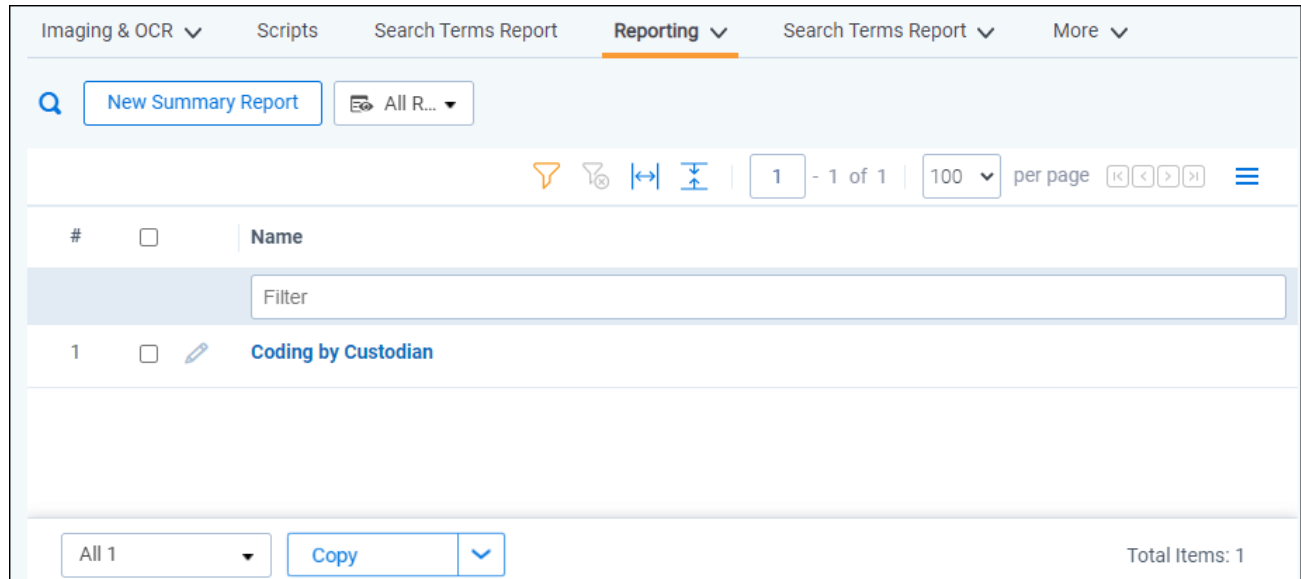 Imaging & OCR Scripts Search Terms Report Reporting Search Terms Report More
New Summary Report All R...
1 - 1 of 1 100 per page
# Name
Filter
1 Coding by Custodian
All 1 Copy Total Items: 1